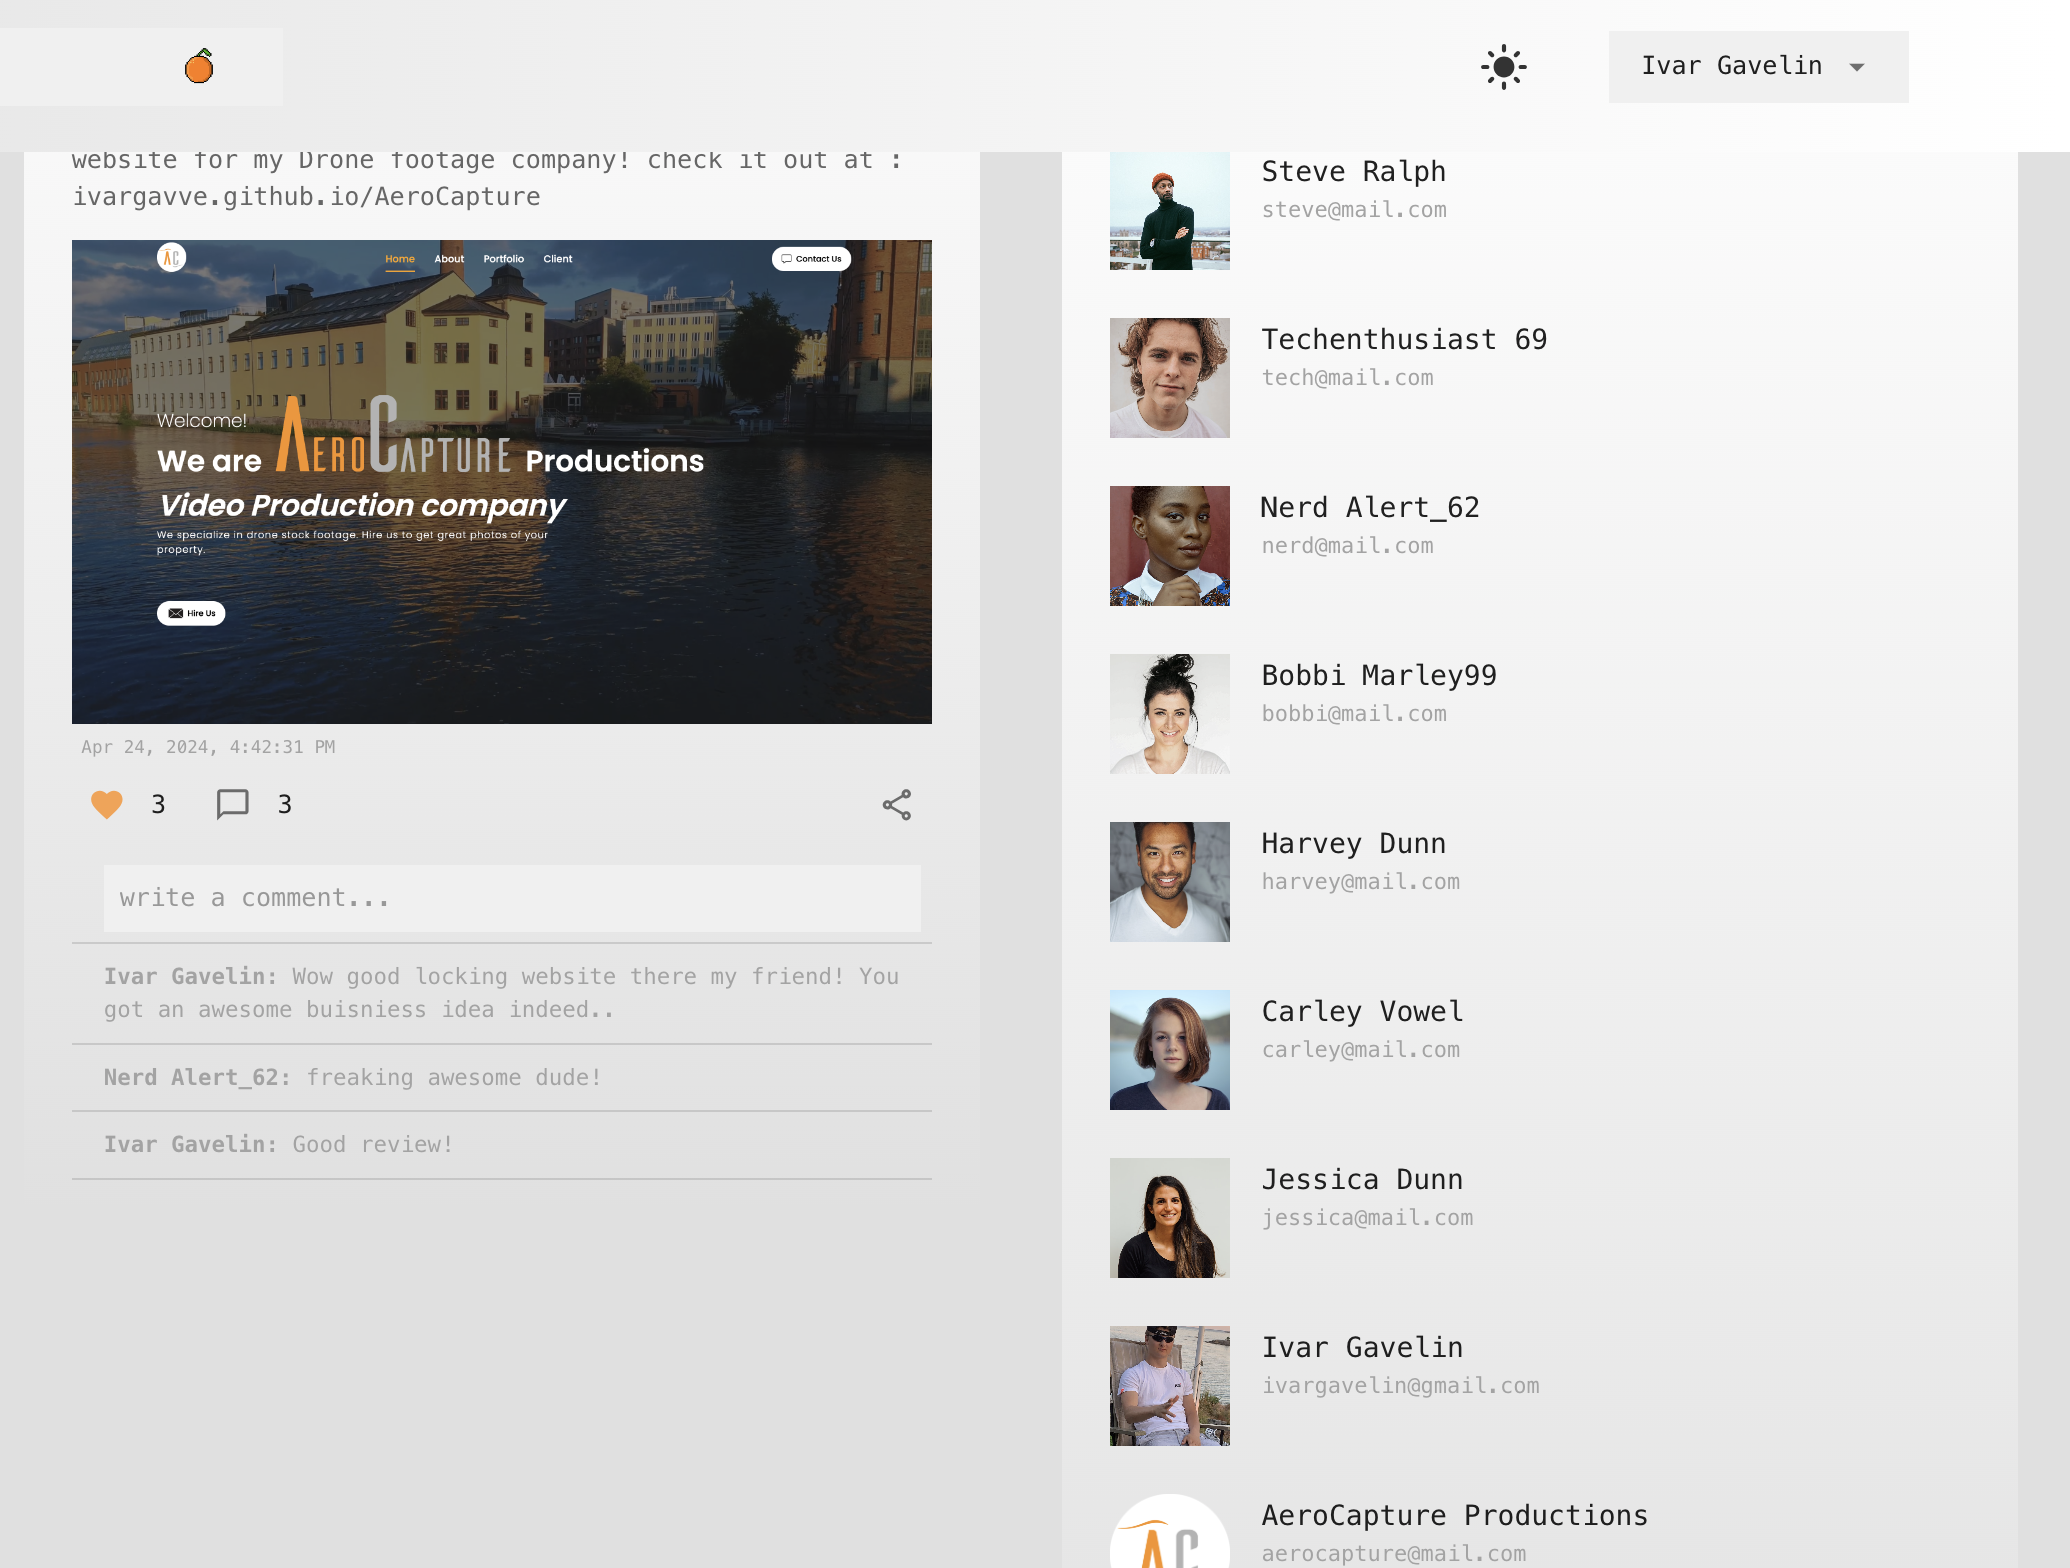 Ivar Gavelin
website for my Drone footage company! check it out at :
ivargavve.github.io/AeroCapture
AC
Home About Portfolio Client
Contact Us
Welcome!
We are AEROCAPTURE Productions
Video Production company
We specialize in drone stock footage. Hire us to get great photos of your
property.
Hire Us
Apr 24, 2024, 4:42:31 PM
3 3
write a comment...
Ivar Gavelin: Wow good locking website there my friend! You
got an awesome buisniess idea indeed..
Nerd Alert_62: freaking awesome dude!
Ivar Gavelin: Good review!
Steve Ralph
steve@mail.com
Techenthusiast 69
tech@mail.com
Nerd Alert_62
nerd@mail.com
Bobbi Marley99
bobbi@mail.com
Harvey Dunn
harvey@mail.com
Carley Vowel
carley@mail.com
Jessica Dunn
jessica@mail.com
Ivar Gavelin
ivargavelin@gmail.com
AC
AeroCapture Productions
aerocapture@mail.com